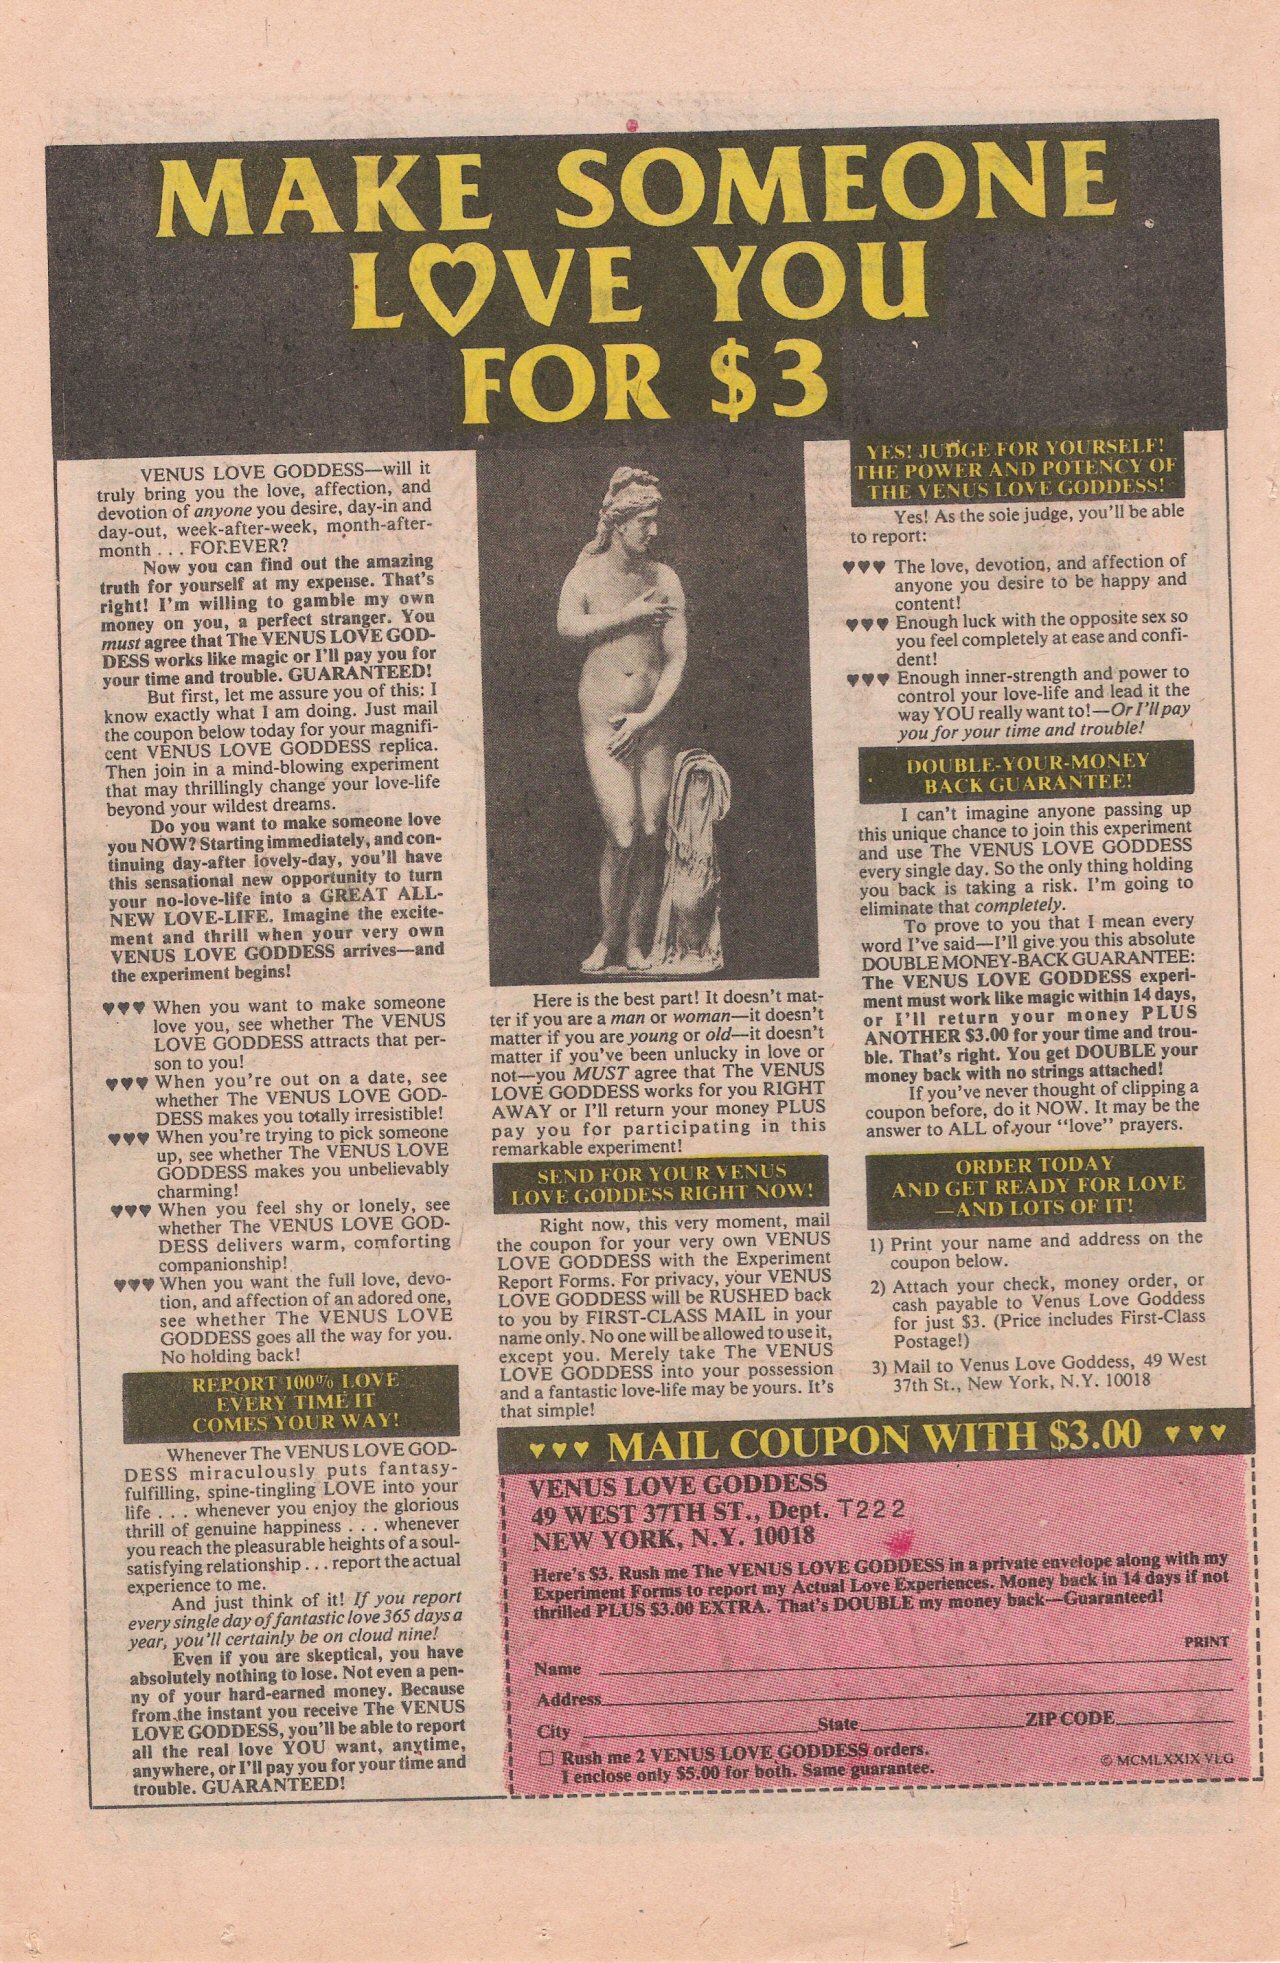 MAKE SOMEONE
LOVE YOU
FOR $3
VENUS LOVE GODDESS—will it
truly bring you the love, affection, and
devotion of anyone you desire, day-in and
day-out, week-after-week, month-after-
month . . . FOREVER?
Now you can find out the amazing
truth for yourself at my expense. That's
right! I'm willing to gamble my own
money on you, a perfect stranger. You
must agree that The VENUS LOVE GOD-
DESS works like magic or I'll pay you for
your time and trouble. GUARANTEED!
But first, let me assure you of this: I
know exactly what I am doing. Just mail
the coupon below today for your magnifi-
cent VENUS LOVE GODDESS replica.
Then join in a mind-blowing experiment
that may thrillingly change your love-life
beyond your wildest dreams.
Do you want to make someone love
you NOW? Starting immediately, and con-
tinuing day-after lovely-day, you'll have
this sensational new opportunity to turn
your no-love-life into a GREAT ALL-
NEW LOVE-LIFE. Imagine the excite-
ment and thrill when your very own
VENUS LOVE GODDESS arrives—and
the experiment begins!
♥♥♥ When you want to make someone
love you, see whether The VENUS
LOVE GODDESS attracts that per-
son to you!
♥♥♥ When you're out on a date, see
whether The VENUS LOVE GOD-
DESS makes you totally irresistible!
♥♥♥ When you're trying to pick someone
up, see whether The VENUS LOVE
GODDESS makes you unbelievably
charming!
♥♥♥ When you feel shy or lonely, see
whether The VENUS LOVE GOD-
DESS delivers warm, comforting
companionship!
♥♥♥ When you want the full love, devo-
tion, and affection of an adored one,
see whether The VENUS LOVE
GODDESS goes all the way for you.
No holding back!
REPORT 100% LOVE
EVERY TIME IT
COMES YOUR WAY!
Whenever The VENUS LOVE GOD-
DESS miraculously puts fantasy-
fulfilling, spine-tingling LOVE into your
life . . . whenever you enjoy the glorious
thrill of genuine happiness . . . whenever
you reach the pleasurable heights of a soul-
satisfying relationship . . . report the actual
experience to me.
And just think of it! If you report
every single day of fantastic love 365 days a
year, you'll certainly be on cloud nine!
Even if you are skeptical, you have
absolutely nothing to lose. Not even a pen-
ny of your hard-earned money. Because
from the instant you receive The VENUS
LOVE GODDESS, you'll be able to report
all the real love YOU want, anytime,
anywhere, or I'll pay you for your time and
trouble. GUARANTEED!
Here is the best part! It doesn't mat-
ter if you are a man or woman—it doesn't
matter if you are young or old—it doesn't
matter if you've been unlucky in love or
not—you MUST agree that The VENUS
LOVE GODDESS works for you RIGHT
AWAY or I'll return your money PLUS
pay you for participating in this
remarkable experiment!
SEND FOR YOUR VENUS
LOVE GODDESS RIGHT NOW!
Right now, this very moment, mail
the coupon for your very own VENUS
LOVE GODDESS with the Experiment
Report Forms. For privacy, your VENUS
LOVE GODDESS will be RUSHED back
to you by FIRST-CLASS MAIL in your
name only. No one will be allowed to use it,
except you. Merely take The VENUS
LOVE GODDESS into your possession
and a fantastic love-life may be yours. It's
that simple!
YES! JUDGE FOR YOURSELF!
THE POWER AND POTENCY OF
THE VENUS LOVE GODDESS!
Yes! As the sole judge, you'll be able
to report:
♥♥♥ The love, devotion, and affection of
anyone you desire to be happy and
content!
♥♥♥ Enough luck with the opposite sex so
you feel completely at ease and confi-
dent!
♥♥♥ Enough inner-strength and power to
control your love-life and lead it the
way YOU really want to!—Or I'll pay
you for your time and trouble!
DOUBLE-YOUR-MONEY
BACK GUARANTEE!
I can't imagine anyone passing up
this unique chance to join this experiment
and use The VENUS LOVE GODDESS
every single day. So the only thing holding
you back is taking a risk. I'm going to
eliminate that completely.
To prove to you that I mean every
word I've said—I'll give you this absolute
DOUBLE MONEY-BACK GUARANTEE:
The VENUS LOVE GODDESS experi-
ment must work like magic within 14 days,
or I'll return your money PLUS
ANOTHER $3.00 for your time and trou-
ble. That's right. You get DOUBLE your
money back with no strings attached!
If you've never thought of clipping a
coupon before, do it NOW. It may be the
answer to ALL of your "love" prayers.
ORDER TODAY
AND GET READY FOR LOVE
—AND LOTS OF IT!
1) Print your name and address on the
coupon below.
2) Attach your check, money order, or
cash payable to Venus Love Goddess
for just $3. (Price includes First-Class
Postage!)
3) Mail to Venus Love Goddess, 49 West
37th St., New York, N.Y. 10018
♥♥♥ MAIL COUPON WITH $3.00 ♥♥♥
VENUS LOVE GODDESS
49 WEST 37TH ST., Dept. T222
NEW YORK, N.Y. 10018
Here's $3. Rush me The VENUS LOVE GODDESS in a private envelope along with my
Experiment Forms to report my Actual Love Experiences. Money back in 14 days if not
thrilled PLUS $3.00 EXTRA. That's DOUBLE my money back—Guaranteed!
PRINT
Name
Address
City State ZIP CODE
☐ Rush me 2 VENUS LOVE GODDESS orders.
I enclose only $5.00 for both. Same guarantee.
© MCMLXXIX VLG